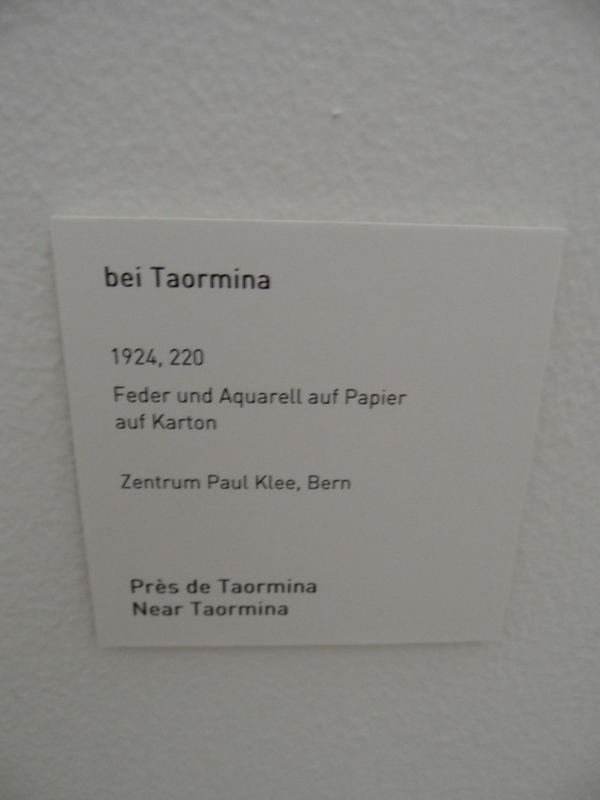 bei Taormina
1924, 220
Feder und Aquarell auf Papier
auf Karton
Zentrum Paul Klee, Bern
Près de Taormina
Near Taormina